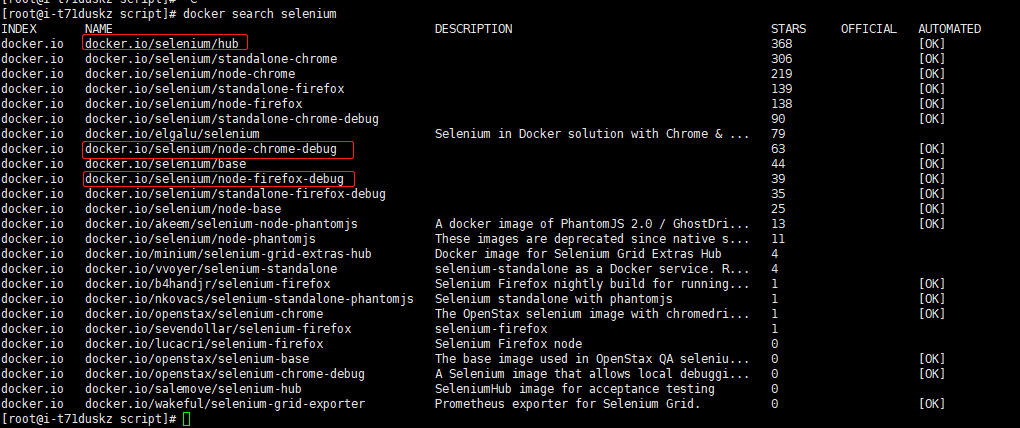 [root@i-t71duskz script]# ^C
[root@i-t71duskz script]# docker search selenium
INDEX NAME DESCRIPTION STARS OFFICIAL AUTOMATED
docker.io docker.io/selenium/hub 368 [OK]
docker.io docker.io/selenium/standalone-chrome 306 [OK]
docker.io docker.io/selenium/node-chrome 219 [OK]
docker.io docker.io/selenium/standalone-firefox 139 [OK]
docker.io docker.io/selenium/node-firefox 138 [OK]
docker.io docker.io/selenium/standalone-chrome-debug 90 [OK]
docker.io docker.io/elgalu/selenium Selenium in Docker solution with Chrome & ... 79
docker.io docker.io/selenium/node-chrome-debug 63 [OK]
docker.io docker.io/selenium/base 44 [OK]
docker.io docker.io/selenium/node-firefox-debug 39 [OK]
docker.io docker.io/selenium/standalone-firefox-debug 35 [OK]
docker.io docker.io/selenium/node-base 25 [OK]
docker.io docker.io/akeem/selenium-node-phantomjs A docker image of PhantomJS 2.0 / GhostDri... 13 [OK]
docker.io docker.io/selenium/node-phantomjs These images are deprecated since native s... 11
docker.io docker.io/minium/selenium-grid-extras-hub Docker image for Selenium Grid Extras Hub 4
docker.io docker.io/vvoyer/selenium-standalone selenium-standalone as a Docker service. R... 4
docker.io docker.io/b4handjr/selenium-firefox Selenium Firefox nightly build for running... 1 [OK]
docker.io docker.io/nkovacs/selenium-standalone-phantomjs Selenium standalone with phantomjs 1 [OK]
docker.io docker.io/openstax/selenium-chrome The OpenStax selenium image with chromedri... 1 [OK]
docker.io docker.io/sevendollar/selenium-firefox selenium-firefox 1
docker.io docker.io/lucacri/selenium-firefox Selenium Firefox node 0
docker.io docker.io/openstax/selenium-base The base image used in OpenStax QA seleniu... 0 [OK]
docker.io docker.io/openstax/selenium-chrome-debug A Selenium image that allows local debuggi... 0 [OK]
docker.io docker.io/salemove/selenium-hub SeleniumHub image for acceptance testing 0
docker.io docker.io/wakeful/selenium-grid-exporter Prometheus exporter for Selenium Grid. 0 [OK]
[root@i-t71duskz script]#